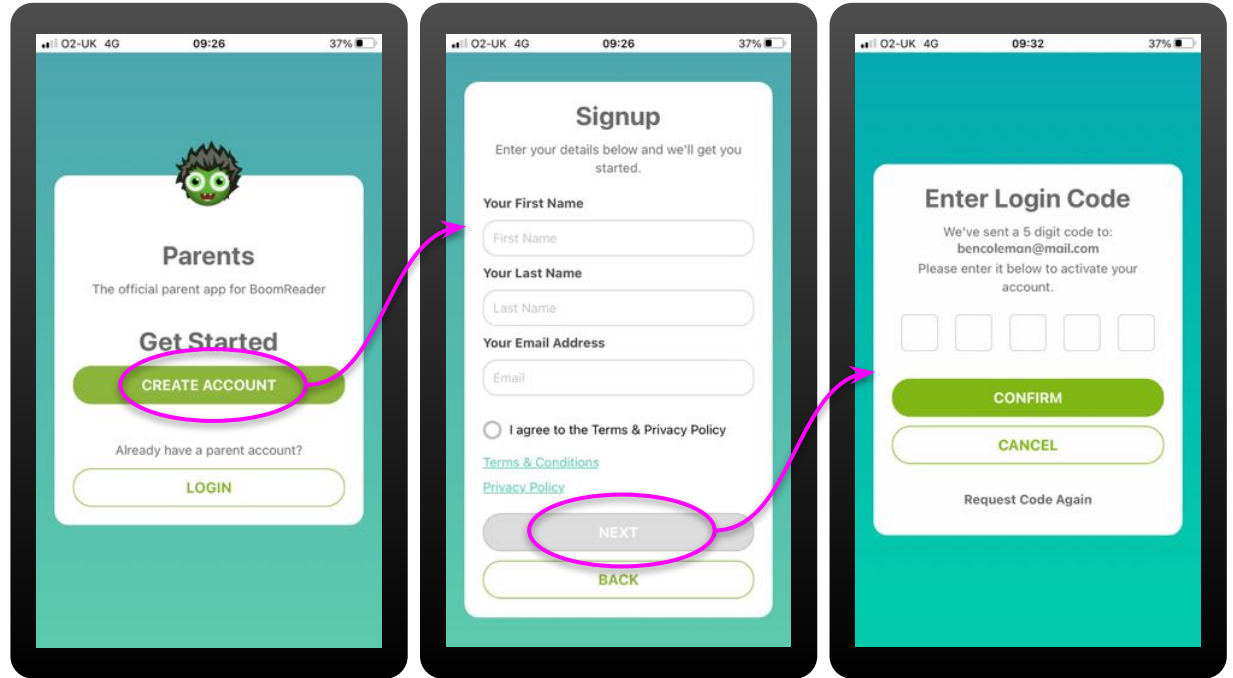 O2-UK 4G 09:26 37%
Parents
The official parent app for BoomReader
Get Started
CREATE ACCOUNT
Already have a parent account?
LOGIN
O2-UK 4G 09:26 37%
Signup
Enter your details below and we'll get you
started.
Your First Name
First Name
Your Last Name
Last Name
Your Email Address
Email
I agree to the Terms & Privacy Policy
Terms & Conditions
Privacy Policy
NEXT
BACK
O2-UK 4G 09:32 37%
Enter Login Code
We've sent a 5 digit code to:
bencoleman@mail.com
Please enter it below to activate your
account.
CONFIRM
CANCEL
Request Code Again